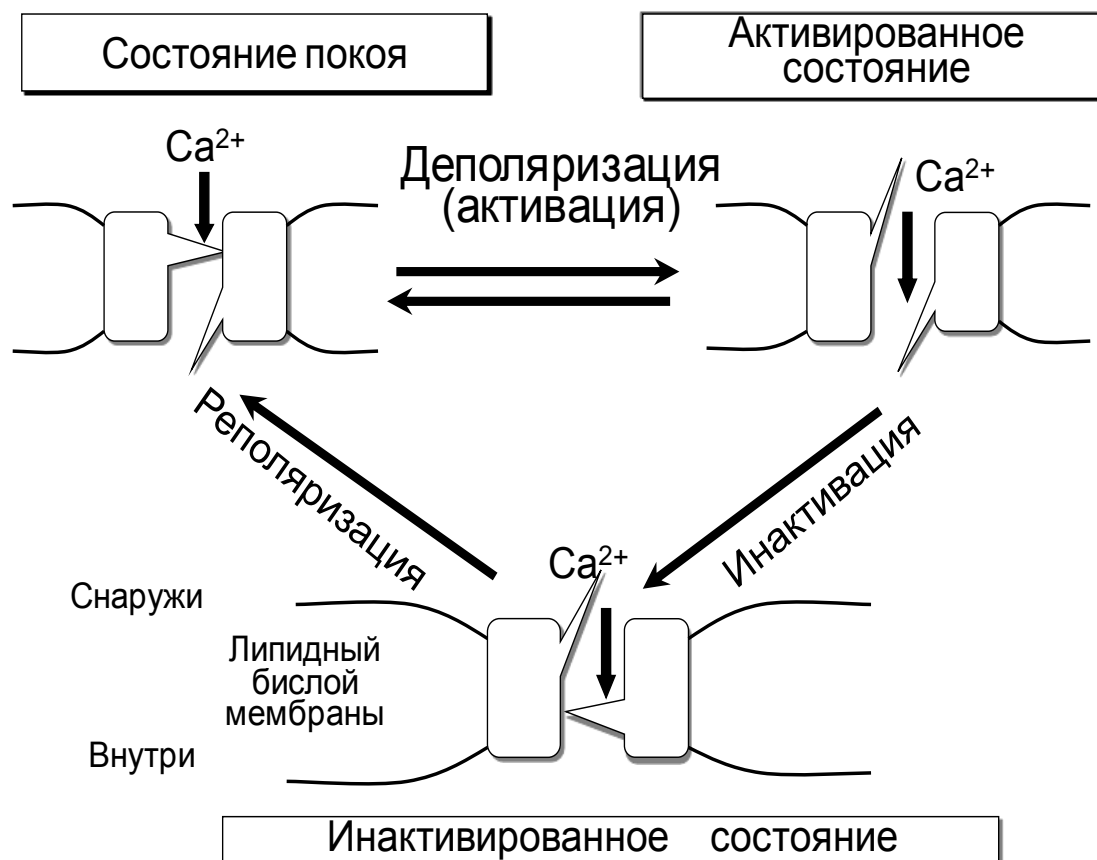 Состояние покоя
Активированное
состояние
Ca²⁺
Деполяризация
(активация)
Ca²⁺
Реполяризация
Инактивация
Ca²⁺
Снаружи
Липидный
бислой
мембраны
Внутри
Инактивированное состояние